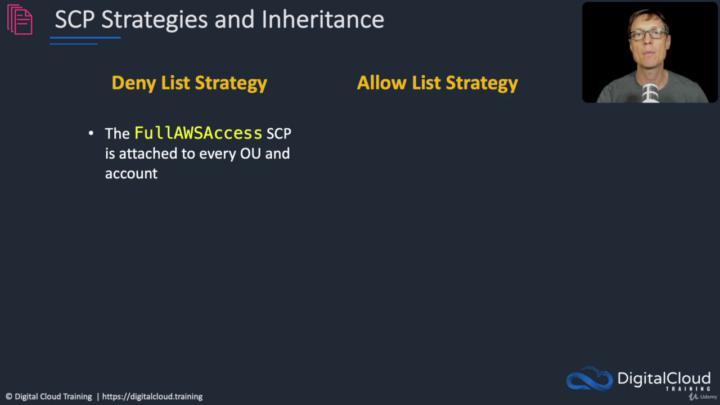 SCP Strategies and Inheritance
Deny List Strategy
Allow List Strategy
• The FullAWSAccess SCP
is attached to every OU and
account
DigitalCloud
TRAINING
© Digital Cloud Training | https://digitalcloud.training
Udemy